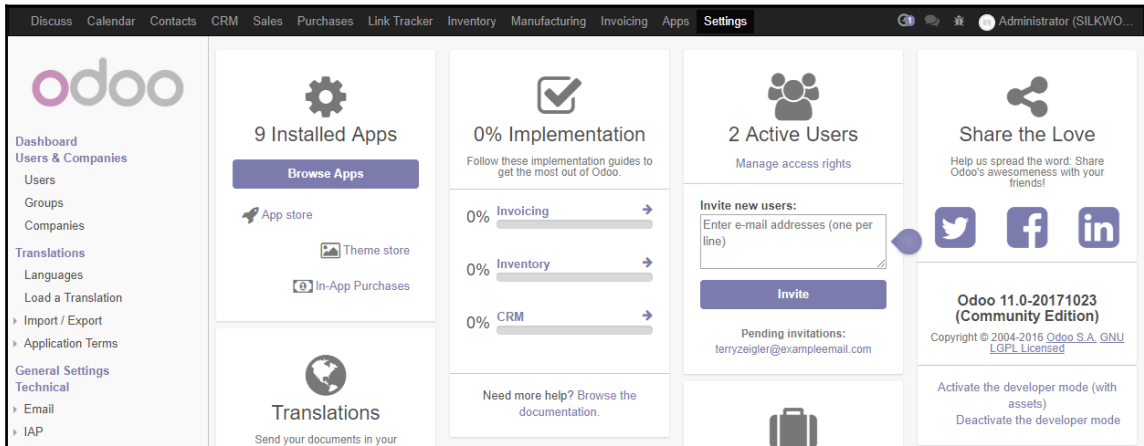 Discuss Calendar Contacts CRM Sales Purchases Link Tracker Inventory Manufacturing Invoicing Apps Settings 1 Administrator (SILKWO...
odoo
Dashboard
Users & Companies
Users
Groups
Companies
Translations
Languages
Load a Translation
Import / Export
Application Terms
General Settings
Technical
Email
IAP
9 Installed Apps
Browse Apps
App store
Theme store
In-App Purchases
Translations
Send your documents in your
0% Implementation
Follow these implementation guides to
get the most out of Odoo.
0% Invoicing
0% Inventory
0% CRM
Need more help? Browse the
documentation.
2 Active Users
Manage access rights
Invite new users:
Enter e-mail addresses (one per
line)
Invite
Pending invitations:
terryzeigler@exampleemail.com
Share the Love
Help us spread the word: Share
Odoo's awesomeness with your
friends!
in
Odoo 11.0-20171023
(Community Edition)
Copyright © 2004-2016 Odoo S.A. GNU
LGPL Licensed
Activate the developer mode (with
assets)
Deactivate the developer mode